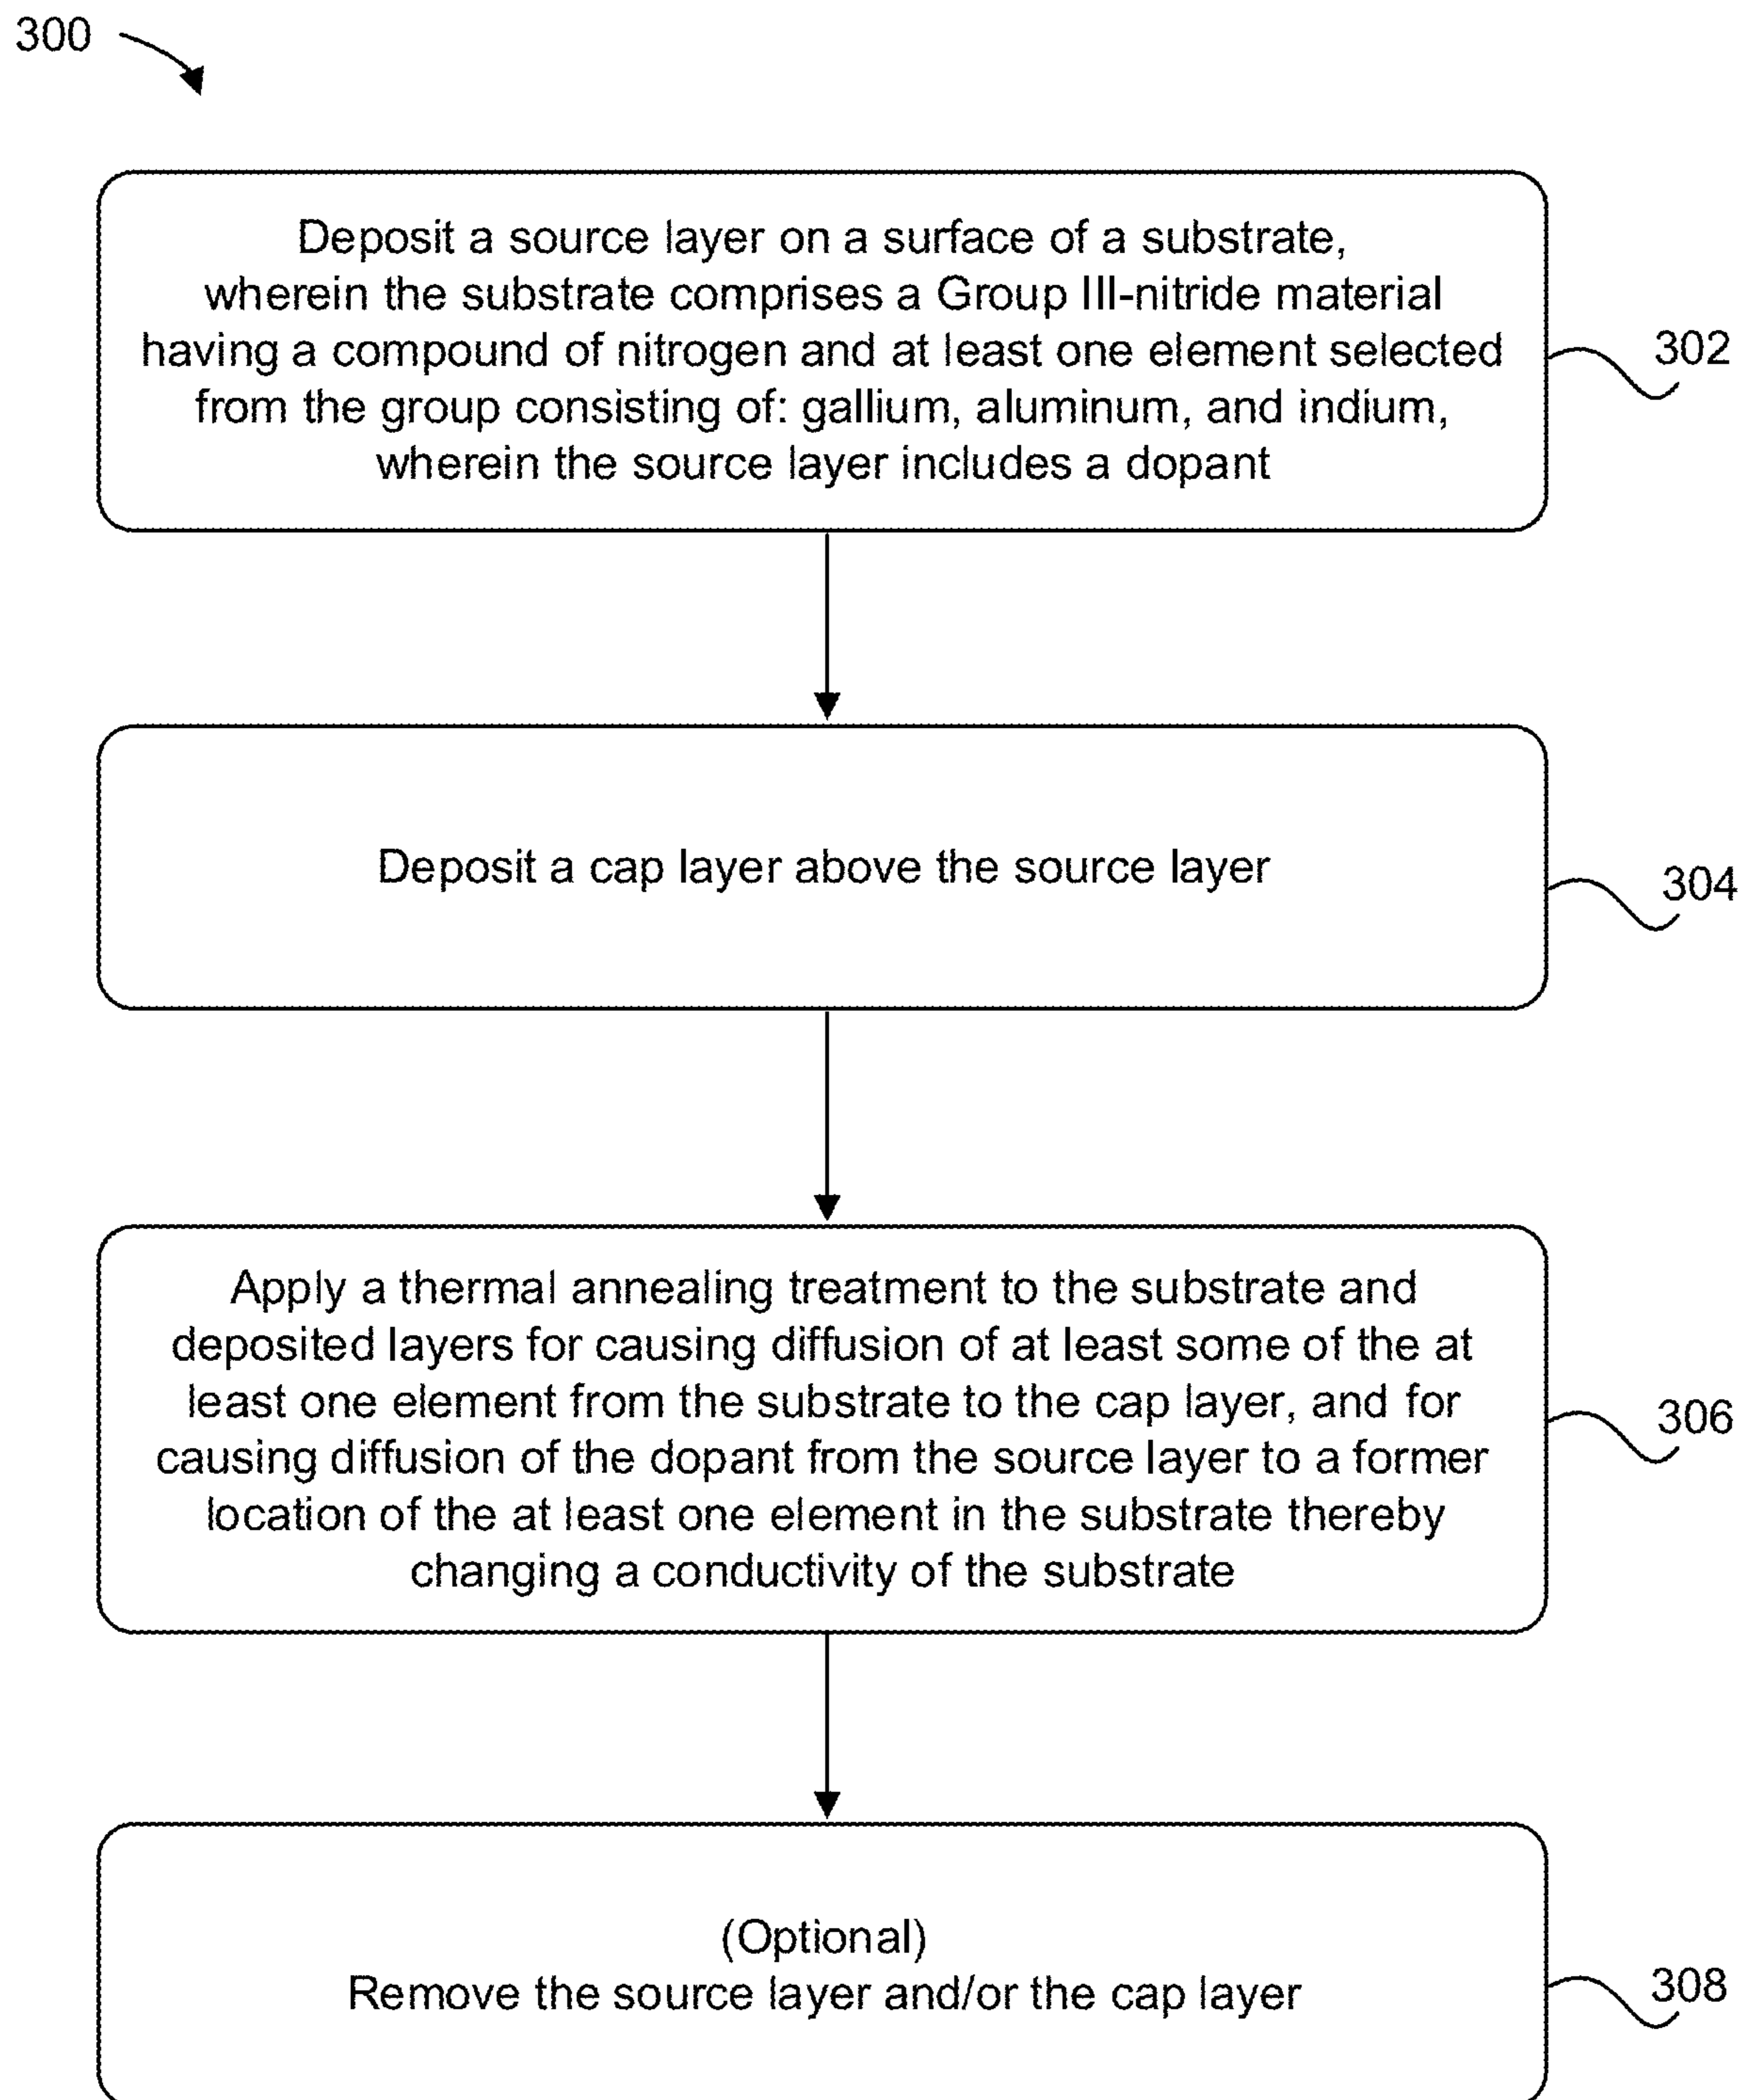 300
Deposit a source layer on a surface of a substrate,
wherein the substrate comprises a Group III-nitride material
having a compound of nitrogen and at least one element selected
from the group consisting of: gallium, aluminum, and indium,
wherein the source layer includes a dopant
302
Deposit a cap layer above the source layer
304
Apply a thermal annealing treatment to the substrate and
deposited layers for causing diffusion of at least some of the at
least one element from the substrate to the cap layer, and for
causing diffusion of the dopant from the source layer to a former
location of the at least one element in the substrate thereby
changing a conductivity of the substrate
306
(Optional)
Remove the source layer and/or the cap layer
308